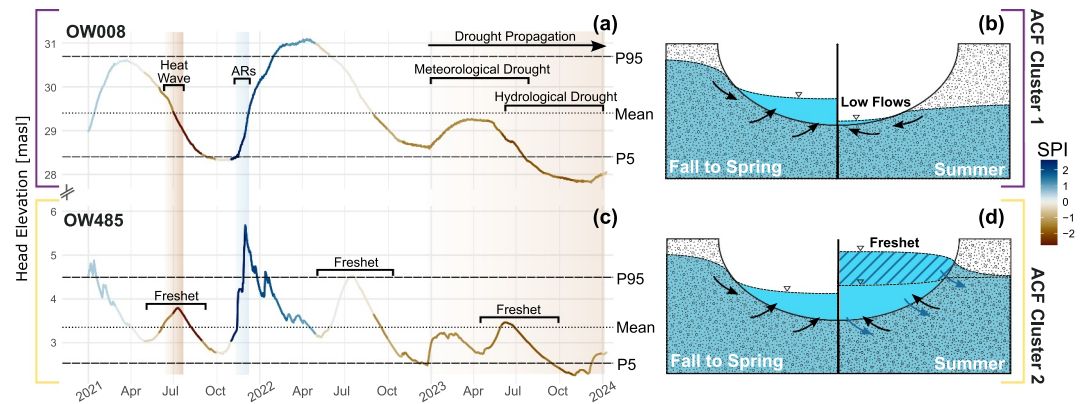 OW008
(a)
31
30
29
28
Heat
Wave
ARs
Drought Propagation
Meteorological Drought
Hydrological Drought
P95
Mean
P5
Head Elevation [masl]
OW485
(c)
6
5
4
3
Freshet
Freshet
Freshet
P95
Mean
P5
2021
Apr
Jul
Oct
2022
Apr
Jul
Oct
2023
Apr
Jul
Oct
2024
(b)
Low Flows
Fall to Spring
Summer
ACF Cluster 1
SPI
2
1
0
−1
−2
(d)
Freshet
Fall to Spring
Summer
ACF Cluster 2